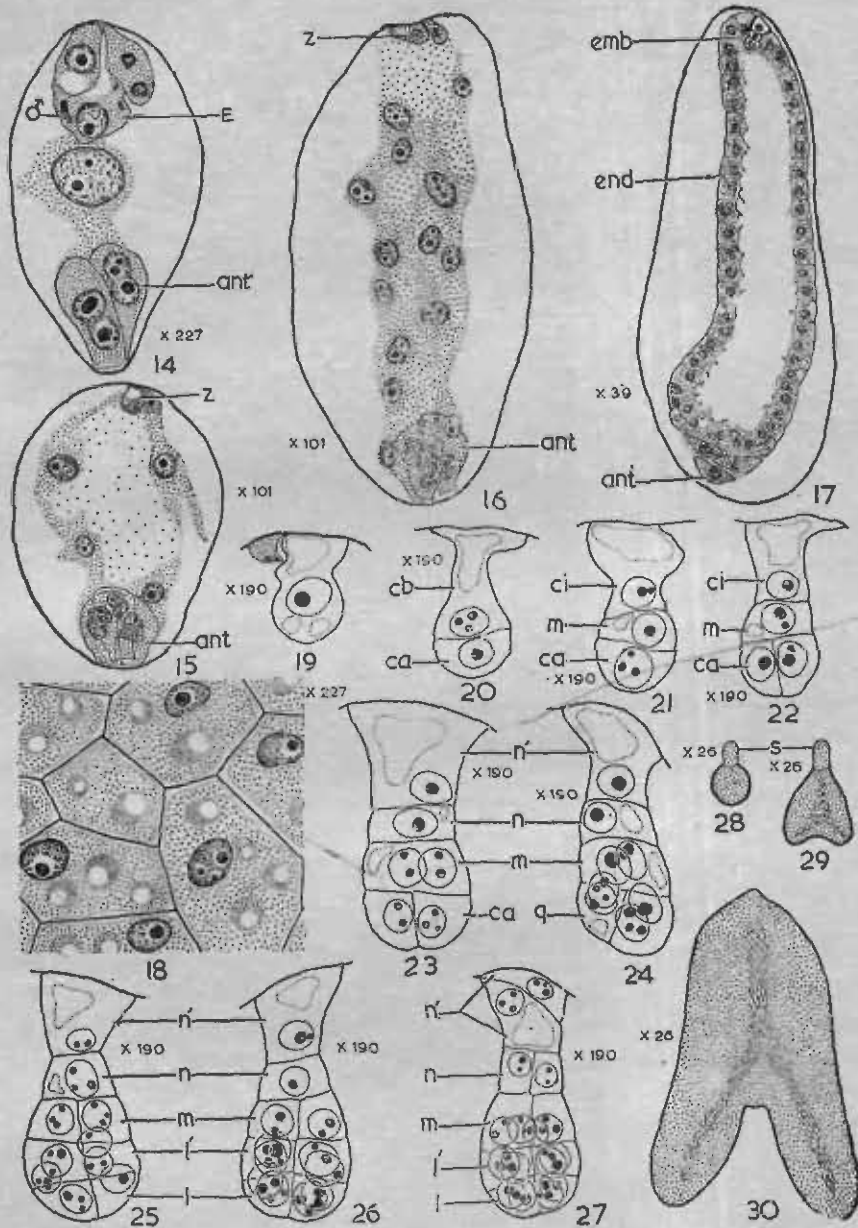 z
emb
♂
E
end
ant
x 227
14
z
x 101
ant
16
x 39
ant
17
x 101
ant
15
x 190
19
x 190
cb
ca
20
ci
m
ca
x 190
21
ci
m
ca
x 190
22
x 227
18
n'
x 190
n
m
ca
23
x 190
q
24
x 26
s
x 26
28
29
n'
x 190
n
m
l'
l
25
x 190
26
n'
x 190
n
m
l'
l
27
x 26
30